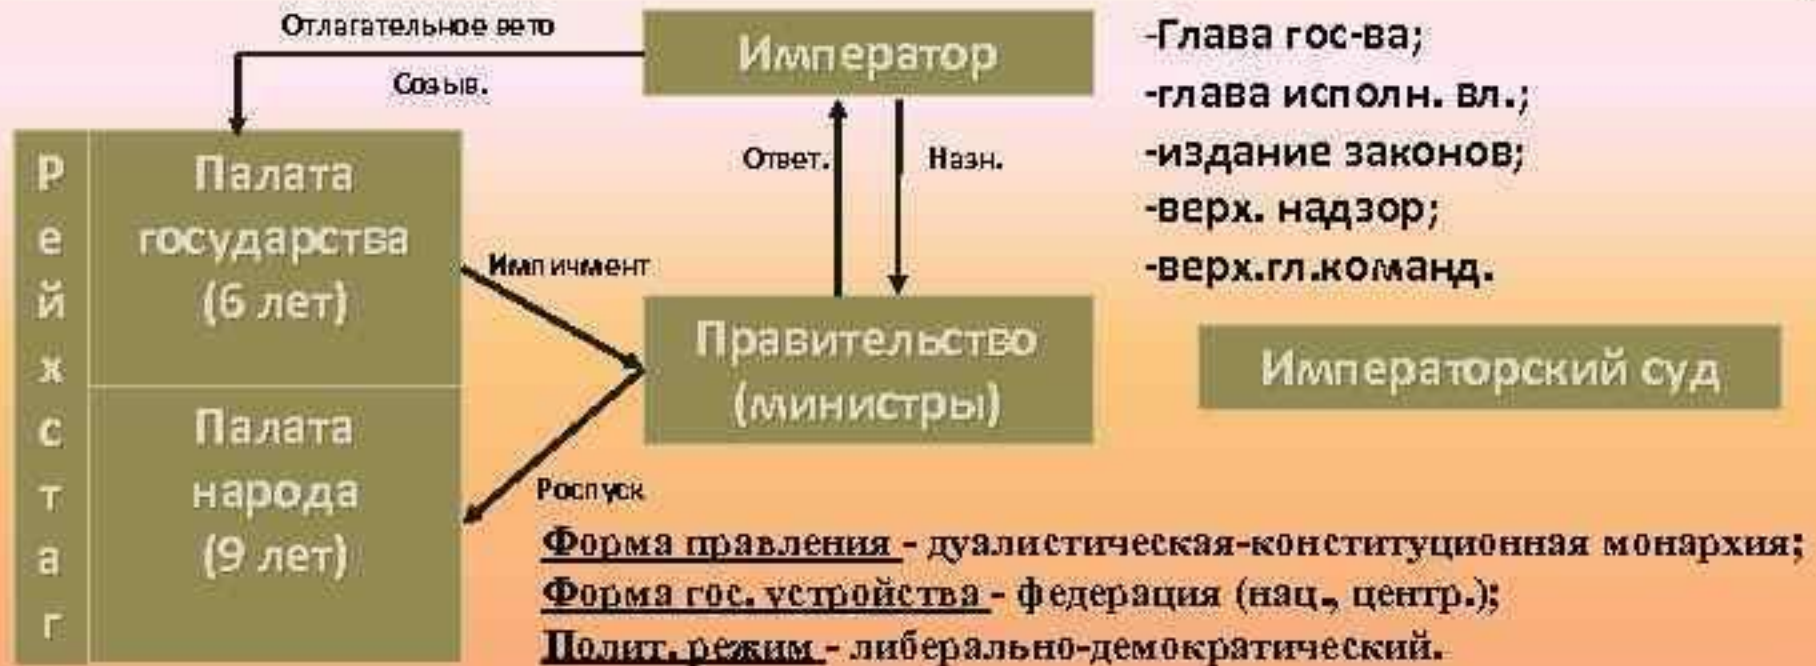 Отлагательное вето
Созыв.
Император
-Глава гос-ва;
-глава исполн. вл.;
-издание законов;
-верх. надзор;
-верх.гл.команд.
Ответ.
Назн.
Рейхстаг
Палата
государства
(6 лет)
Импичмент
Правительство
(министры)
Императорский суд
Палата
народа
(9 лет)
Роспуск
Форма правления - дуалистическая-конституционная монархия;
Форма гос. устройства - федерация (нац., центр.);
Полит. режим - либерально-демократический.